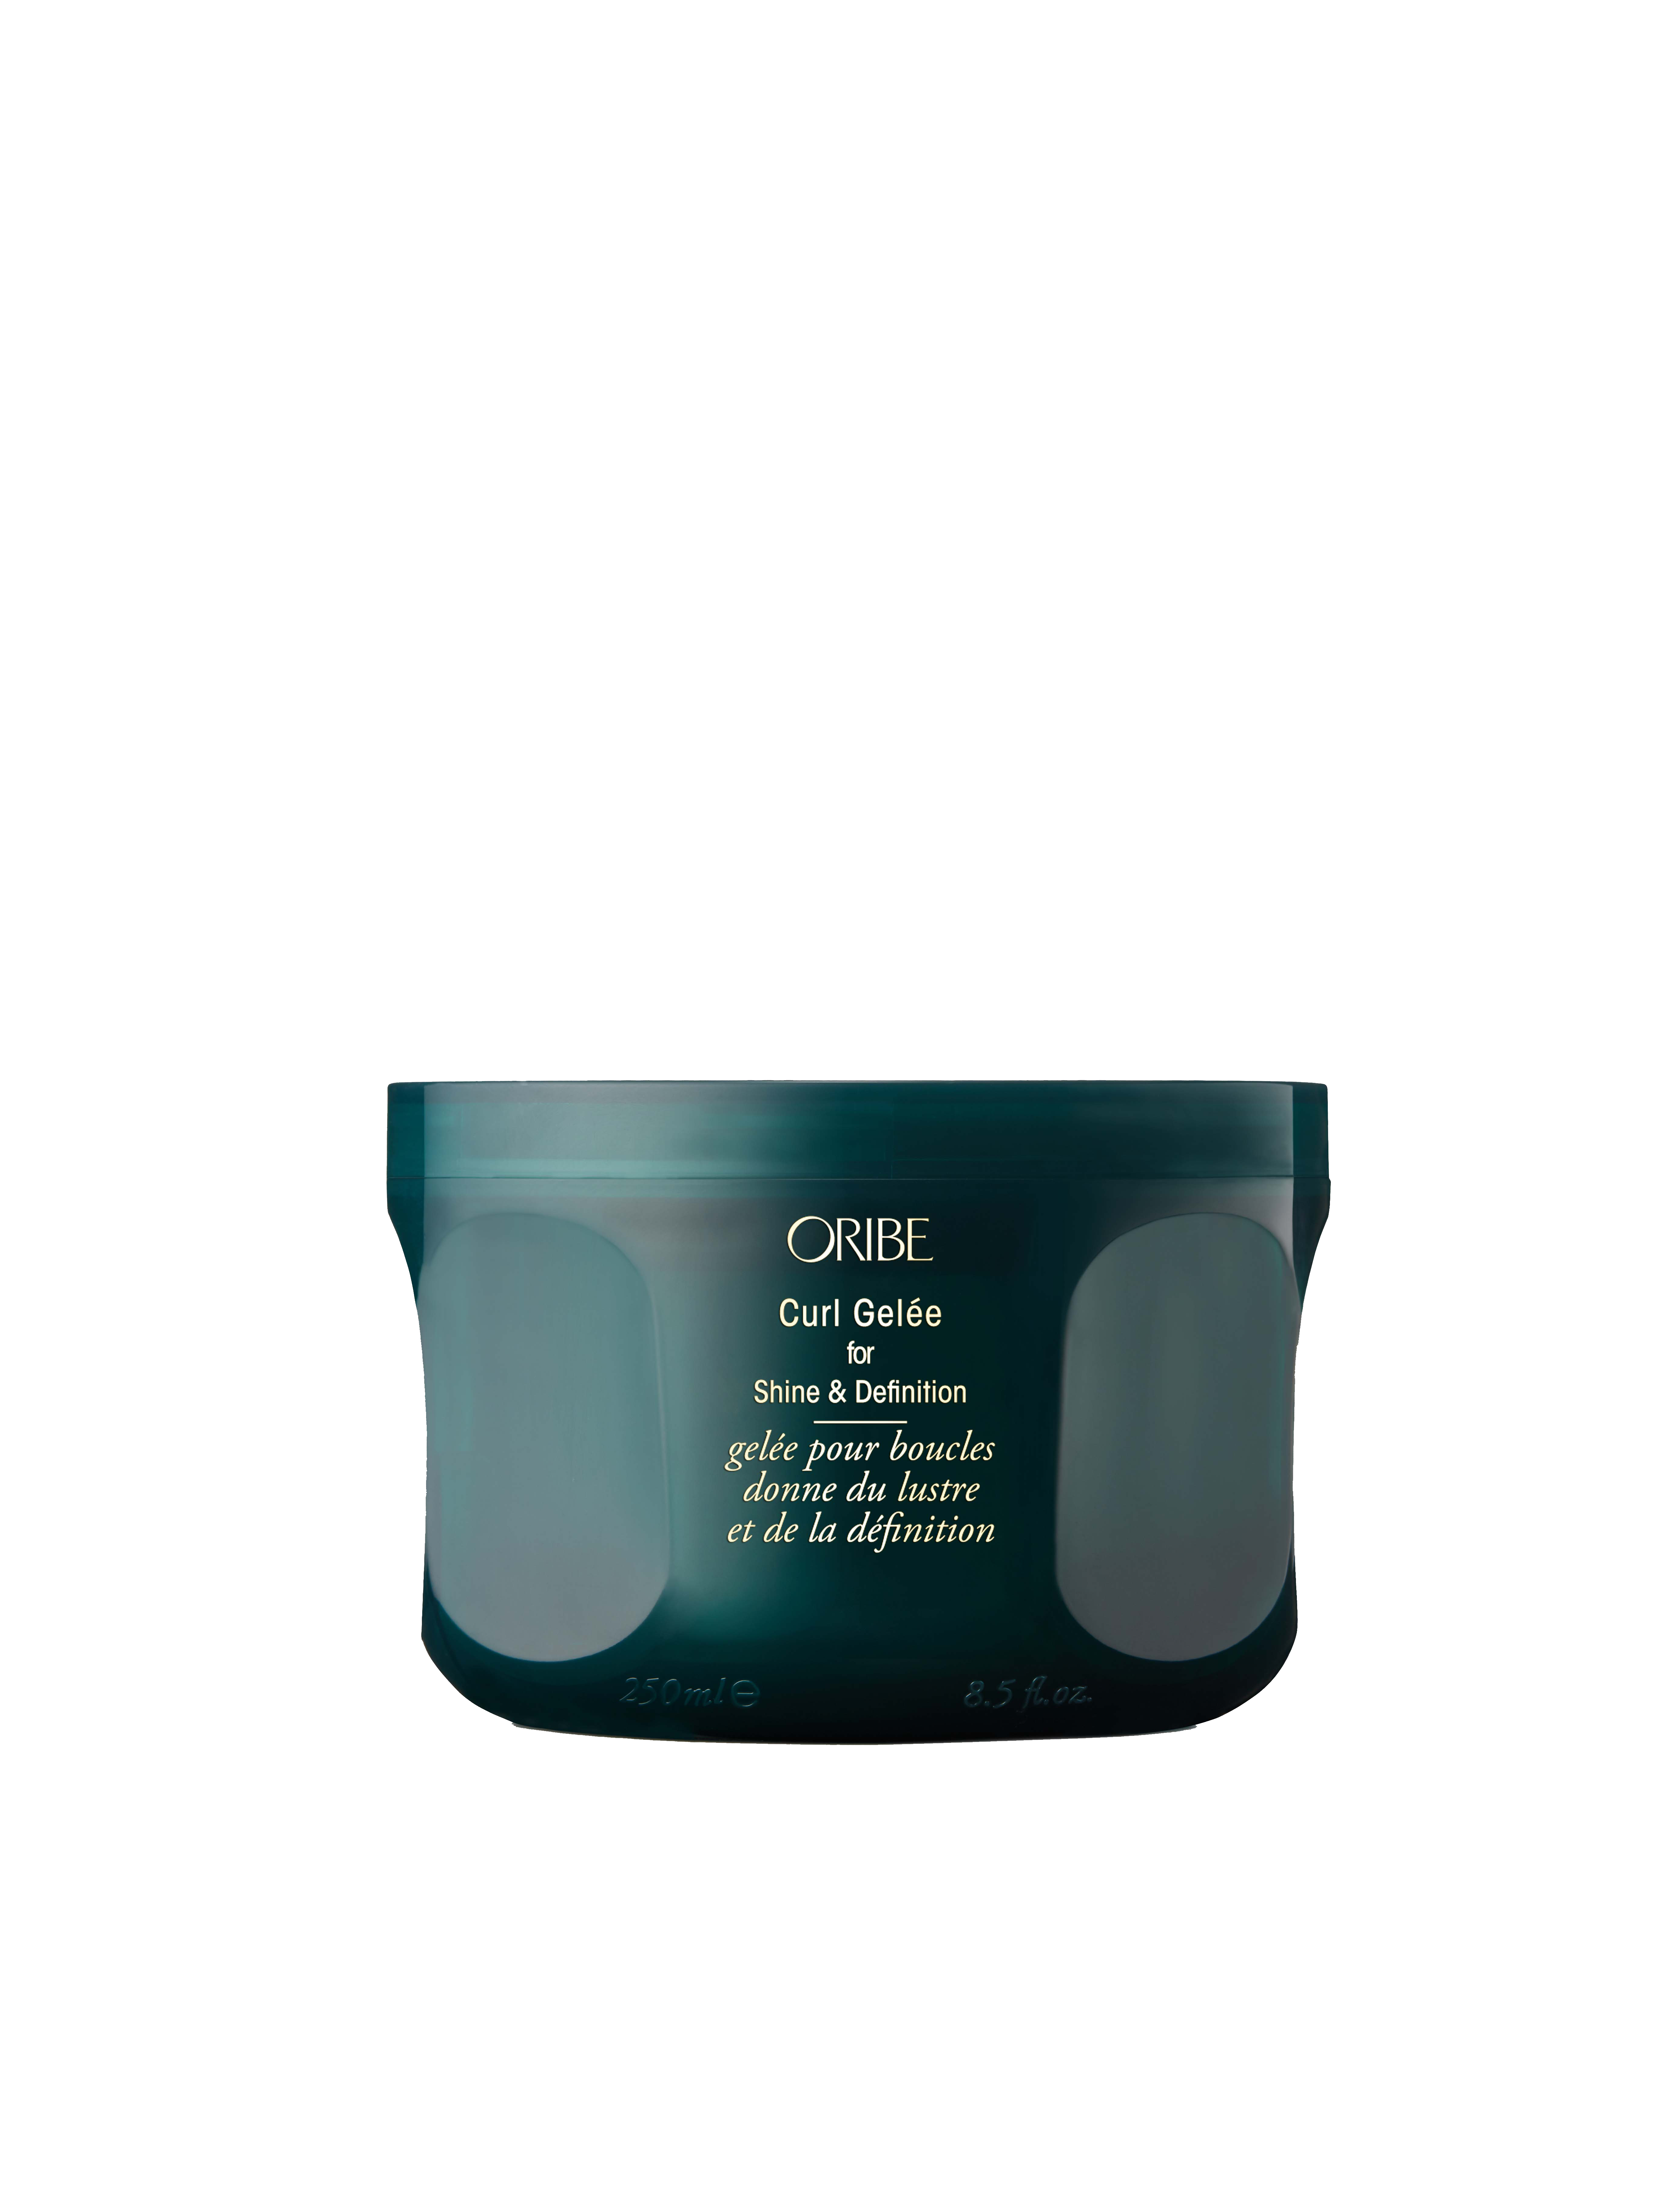 ORIBE
Curl Gelée
for
Shine & Definition
gelée pour boucles
donne du lustre
et de la définition
250ml ℮ 8.5 fl.oz.